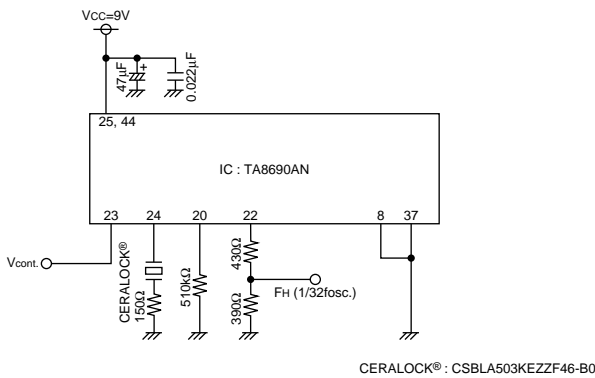 VCC=9V
47μF
+
0.022μF
25, 44
IC : TA8690AN
23 24 20 22 8 37
Vcont.
CERALOCK®
150Ω
510kΩ
430Ω
390Ω
FH (1/32fosc.)
CERALOCK® : CSBLA503KEZZF46-B0